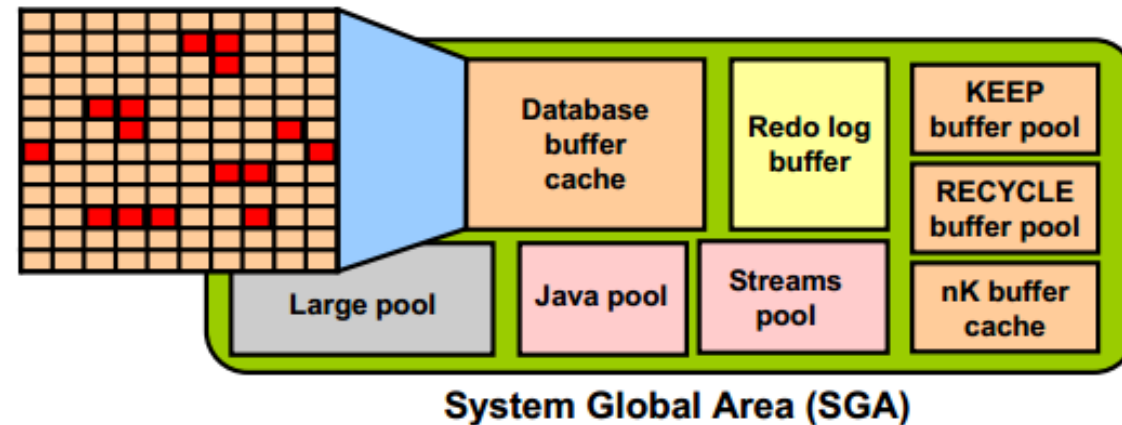 Database
buffer
cache
Redo log
buffer
KEEP
buffer pool
RECYCLE
buffer pool
nK buffer
cache
Large pool
Java pool
Streams
pool
System Global Area (SGA)